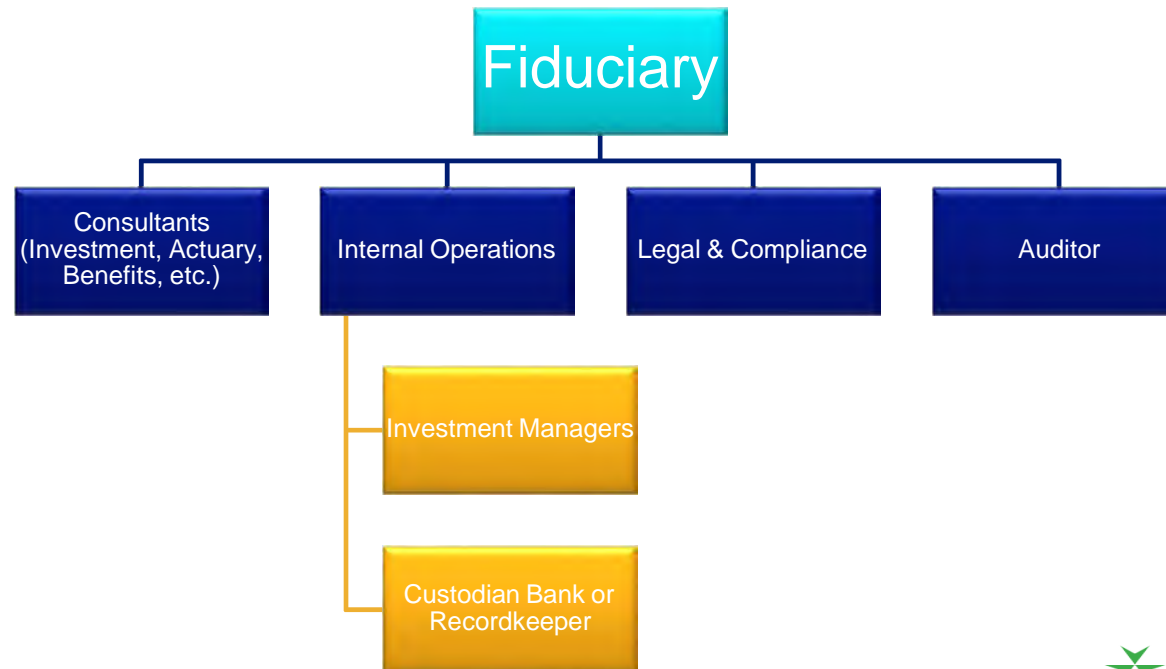 Fiduciary
Consultants
(Investment, Actuary,
Benefits, etc.)
Internal Operations
Legal & Compliance
Auditor
Investment Managers
Custodian Bank or
Recordkeeper